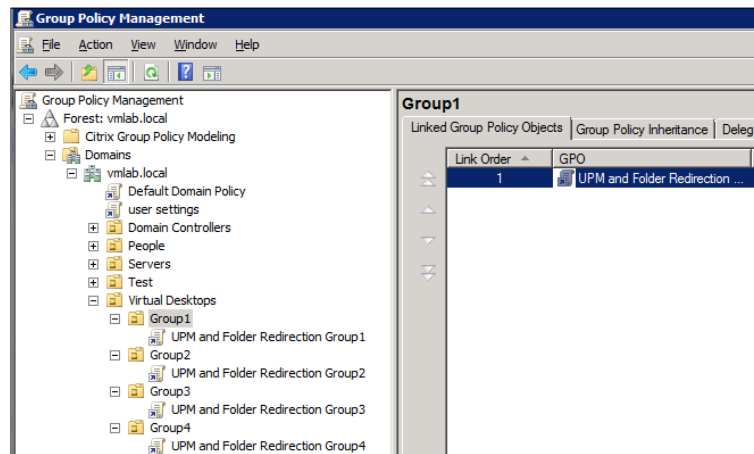 Group Policy Management
File Action View Window Help
Group Policy Management
Forest: vmlab.local
Citrix Group Policy Modeling
Domains
vmlab.local
Default Domain Policy
user settings
Domain Controllers
People
Servers
Test
Virtual Desktops
Group1
UPM and Folder Redirection Group1
Group2
UPM and Folder Redirection Group2
Group3
UPM and Folder Redirection Group3
Group4
UPM and Folder Redirection Group4
Group1
Linked Group Policy Objects Group Policy Inheritance Deleg
Link Order GPO
1 UPM and Folder Redirection ...